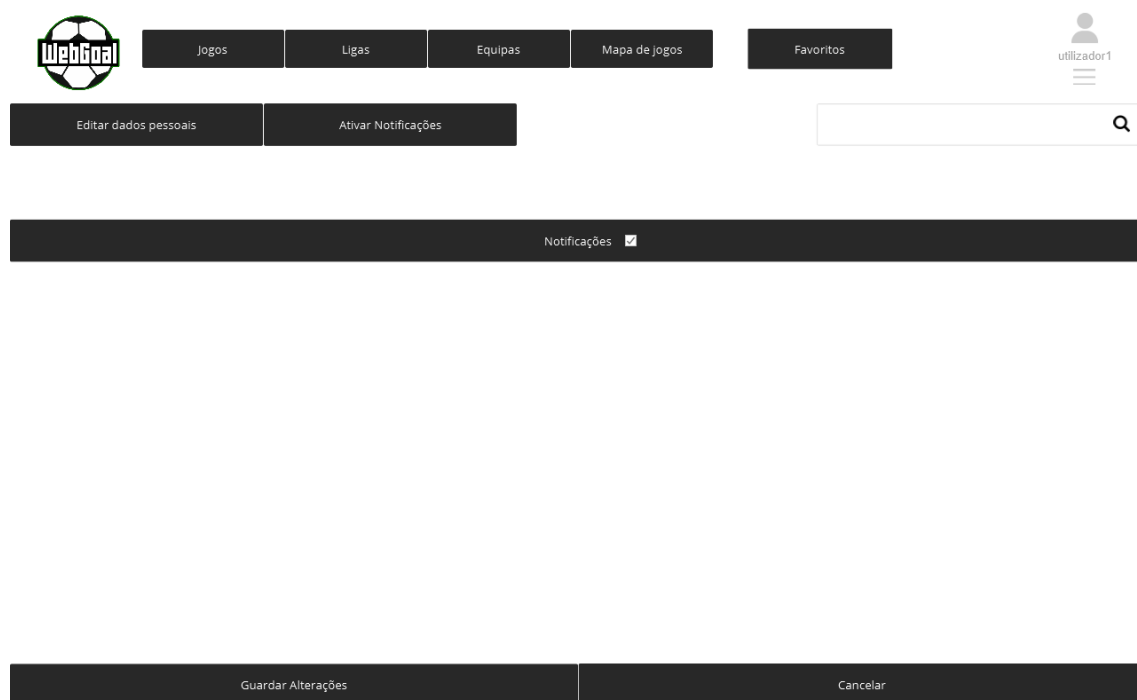 WebGoal
Jogos Ligas Equipas Mapa de jogos Favoritos
utilizador1
Editar dados pessoais Ativar Notificações
Notificações
Guardar Alterações Cancelar